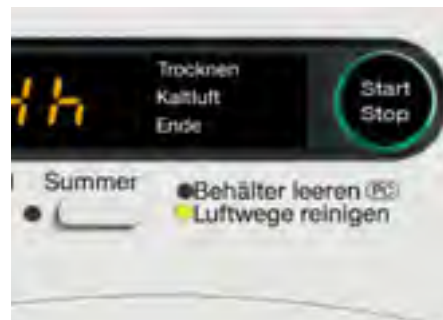 Trocknen
Kaltluft
Ende
Start
Stop
Summer
Behälter leeren
Luftwege reinigen